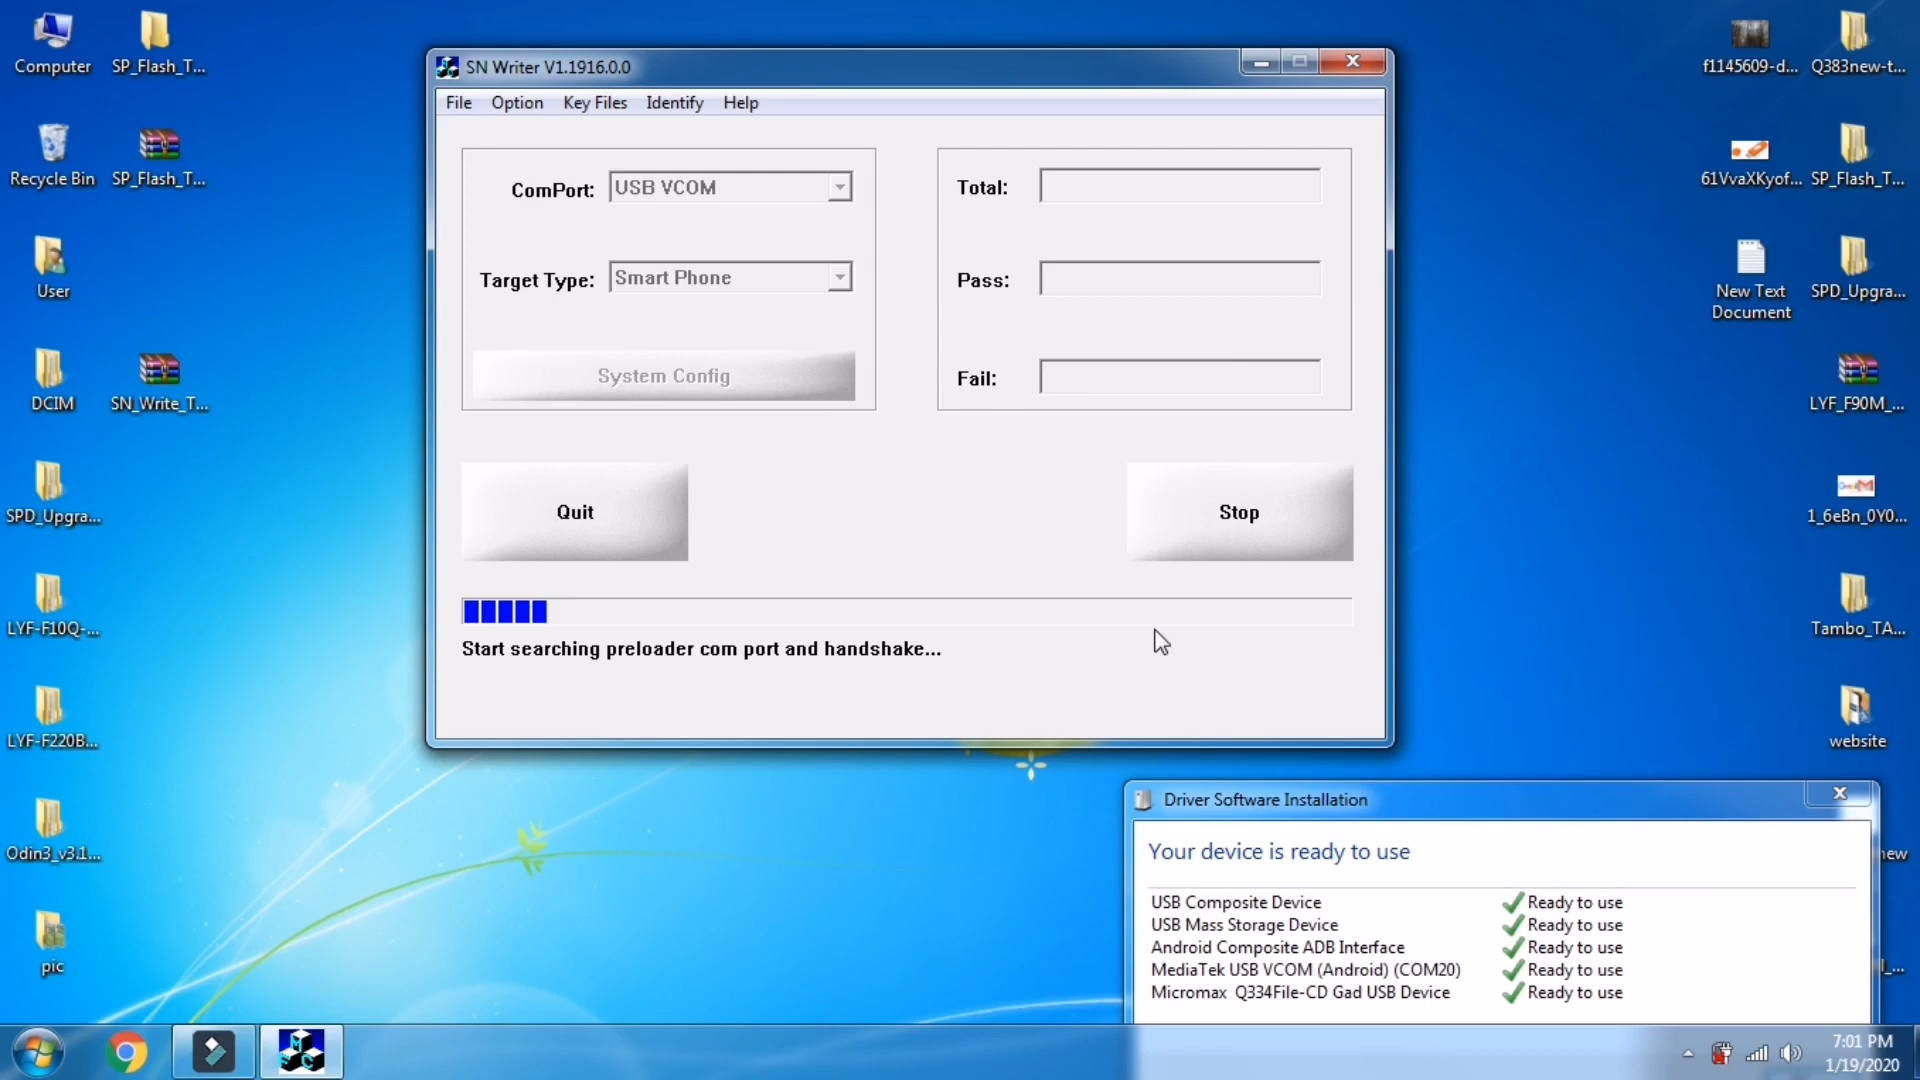 Computer
SP_Flash_T...
Recycle Bin
SP_Flash_T...
User
DCIM
SN_Write_T...
SPD_Upgra...
LYF-F10Q-...
LYF-F220B...
Odin3_v3.1...
pic
SN Writer V1.1916.0.0
File Option Key Files Identify Help
ComPort: USB VCOM
Target Type: Smart Phone
System Config
Total:
Pass:
Fail:
Quit
Stop
Start searching preloader com port and handshake...
f1145609-d...
Q383new-t...
61VvaXKyof...
SP_Flash_T...
New Text
Document
SPD_Upgra...
LYF_F90M_...
1_6eBn_0Y0...
Tambo_TA...
website
new
Driver Software Installation
Your device is ready to use
USB Composite Device Ready to use
USB Mass Storage Device Ready to use
Android Composite ADB Interface Ready to use
MediaTek USB VCOM (Android) (COM20) Ready to use
Micromax Q334File-CD Gad USB Device Ready to use
7:01 PM
1/19/2020